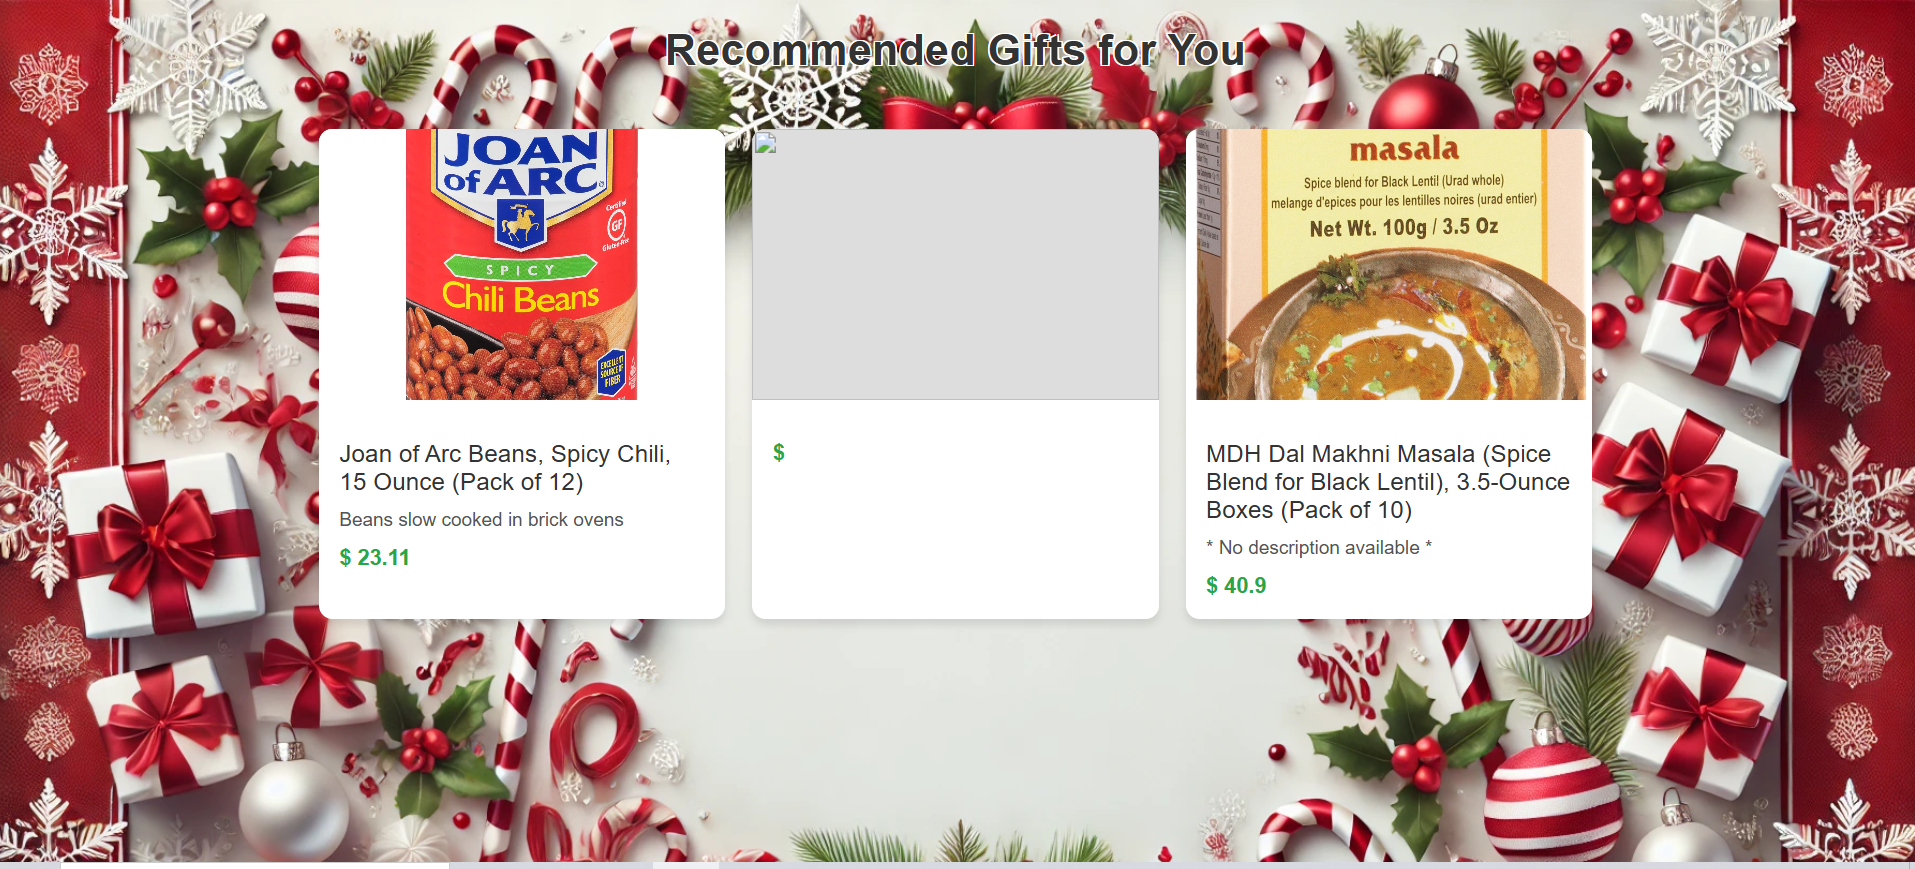 Recommended Gifts for You
JOAN
of ARC
Certified
GF
Gluten-Free
SPICY
Chili Beans
EXCELLENT
SOURCE OF
FIBER
Joan of Arc Beans, Spicy Chili,
15 Ounce (Pack of 12)
Beans slow cooked in brick ovens
$ 23.11
$
masala
Spice blend for Black Lentil (Urad whole)
melange d'epices pour les lentilles noires (urad entier)
Net Wt. 100g / 3.5 Oz
MDH Dal Makhni Masala (Spice
Blend for Black Lentil), 3.5-Ounce
Boxes (Pack of 10)
* No description available *
$ 40.9